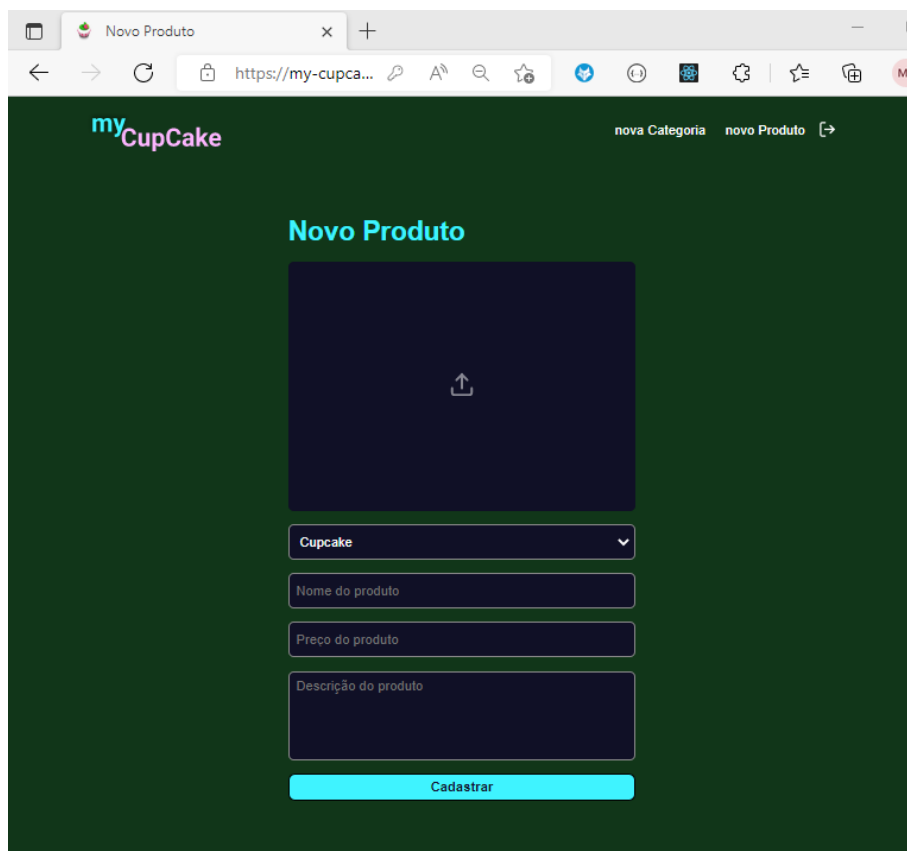 Novo Produto
https://my-cupca...
my
CupCake
nova Categoria novo Produto
Novo Produto
Cupcake
Nome do produto
Preço do produto
Descrição do produto
Cadastrar